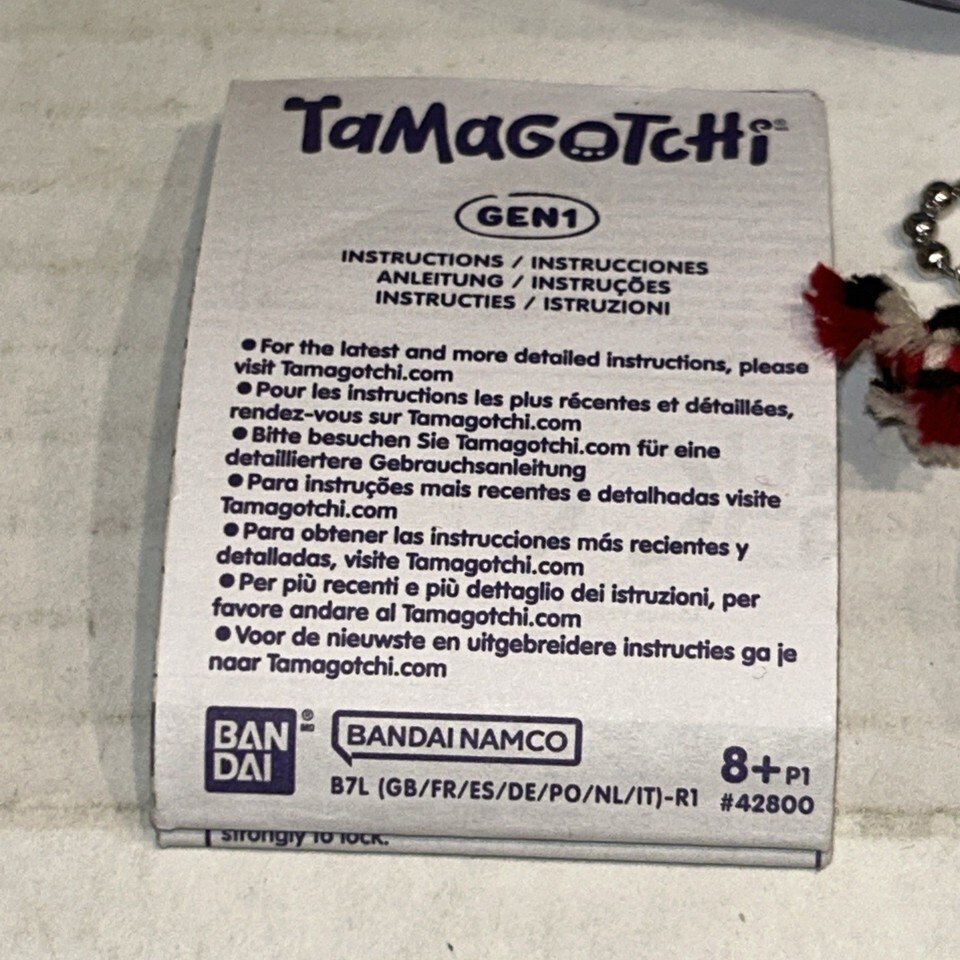 TaMaGOTCHi®
GEN1
INSTRUCTIONS / INSTRUCCIONES
ANLEITUNG / INSTRUÇÕES
INSTRUCTIES / ISTRUZIONI
●For the latest and more detailed instructions, please
visit Tamagotchi.com
●Pour les instructions les plus récentes et détaillées,
rendez-vous sur Tamagotchi.com
●Bitte besuchen Sie Tamagotchi.com für eine
detailliertere Gebrauchsanleitung
●Para instruções mais recentes e detalhadas visite
Tamagotchi.com
●Para obtener las instrucciones más recientes y
detalladas, visite Tamagotchi.com
●Per più recenti e più dettaglio dei istruzioni, per
favore andare al Tamagotchi.com
●Voor de nieuwste en uitgebreidere instructies ga je
naar Tamagotchi.com
BAN
DAI
® MD
BANDAI NAMCO
B7L (GB/FR/ES/DE/PO/NL/IT)-R1
8+ P1
#42800
strongly to lock.